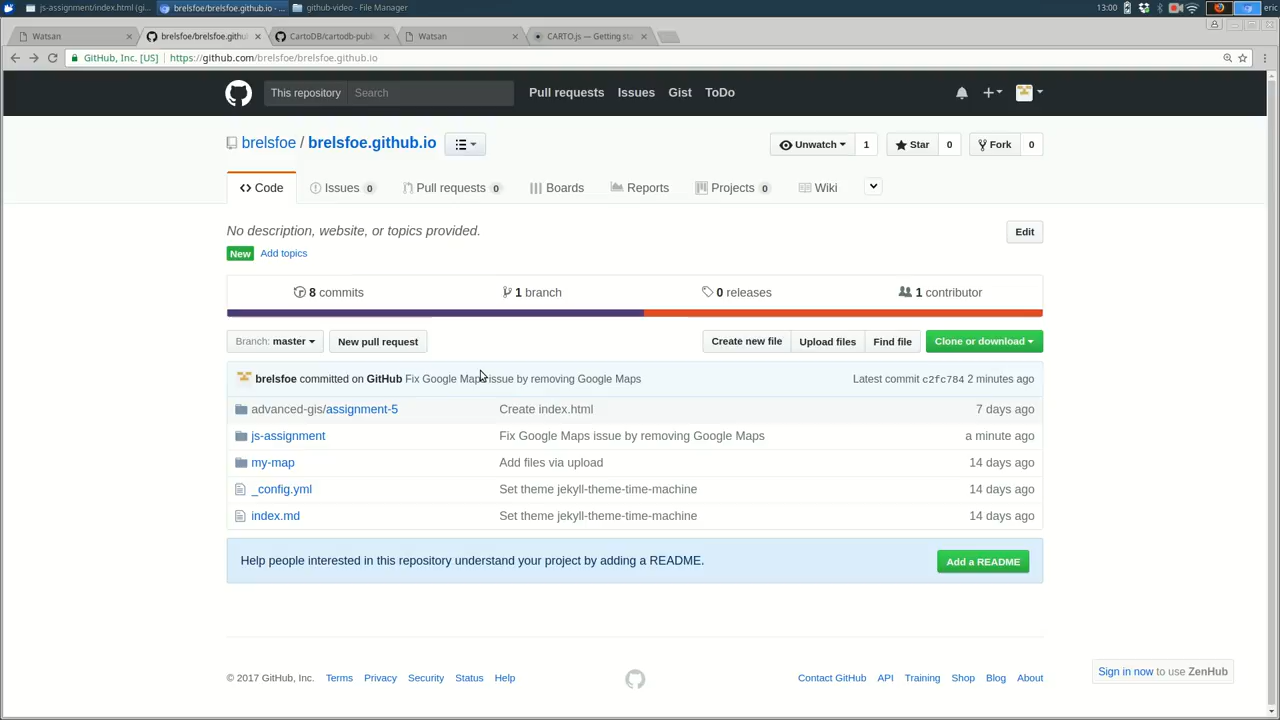 js-assignment/index.html (gi... brelsfoe/brelsfoe.github.io - ... github-video - File Manager 13:00 eric
Watsan brelsfoe/brelsfoe.githu CartoDB/cartodb-publi Watsan CARTO.js — Getting sta
GitHub, Inc. [US] https://github.com/brelsfoe/brelsfoe.github.io
This repository Search Pull requests Issues Gist ToDo
brelsfoe / brelsfoe.github.io Unwatch 1 Star 0 Fork 0
Code Issues 0 Pull requests 0 Boards Reports Projects 0 Wiki
No description, website, or topics provided. Edit
New Add topics
8 commits 1 branch 0 releases 1 contributor
Branch: master New pull request Create new file Upload files Find file Clone or download
brelsfoe committed on GitHub Fix Google Maps issue by removing Google Maps Latest commit c2fc784 2 minutes ago
advanced-gis/assignment-5 Create index.html 7 days ago
js-assignment Fix Google Maps issue by removing Google Maps a minute ago
my-map Add files via upload 14 days ago
_config.yml Set theme jekyll-theme-time-machine 14 days ago
index.md Set theme jekyll-theme-time-machine 14 days ago
Help people interested in this repository understand your project by adding a README. Add a README
© 2017 GitHub, Inc. Terms Privacy Security Status Help Contact GitHub API Training Shop Blog About
Sign in now to use ZenHub